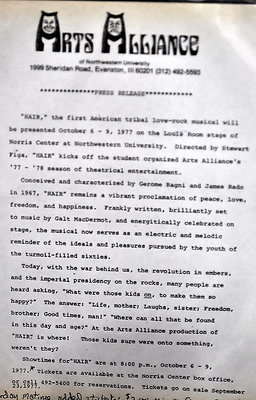 ARTS ALLIANCE
of Northwestern University
1999 Sheridan Road, Evanston, Ill 60201 (312) 492-5693
*************PRESS RELEASE************
"HAIR," the first American tribal love-rock musical will
be presented October 6 - 9, 1977 on the Louis Room stage of
Norris Center at Northwestern University. Directed by Stewart
Figa, "HAIR" kicks off the student organized Arts Alliance's
'77 - '78 season of theatrical entertainment.
Conceived and characterized by Gerome Ragni and James Rado
in 1967, "HAIR" remains a vibrant proclamation of peace, love,
freedom, and happiness. Frankly written, brilliantly set
to music by Galt MacDermot, and energitically celebrated on
stage, the musical now serves as an electric and melodic
reminder of the ideals and pleasures pursued by the youth of
the turmoil-filled sixties.
Today, with the war behind us, the revolution in embers,
and the imperial presidency on the rocks, many people are
heard asking, "What were those kids on, to make them so
happy?" The answer: "Life, mother; Laughs, sister; Freedom,
brother; Good times, man!" "Where can all that be found
in this day and age?" At the Arts Alliance production of
"HAIR" is where! Those kids sure were onto something,
weren't they?
Showtimes for"HAIR" are at 8:00 p.m., October 6 - 9,
1977. Tickets are available at the Norris Center box office,
492-5400 for reservations. Tickets go on sale September
matinee added